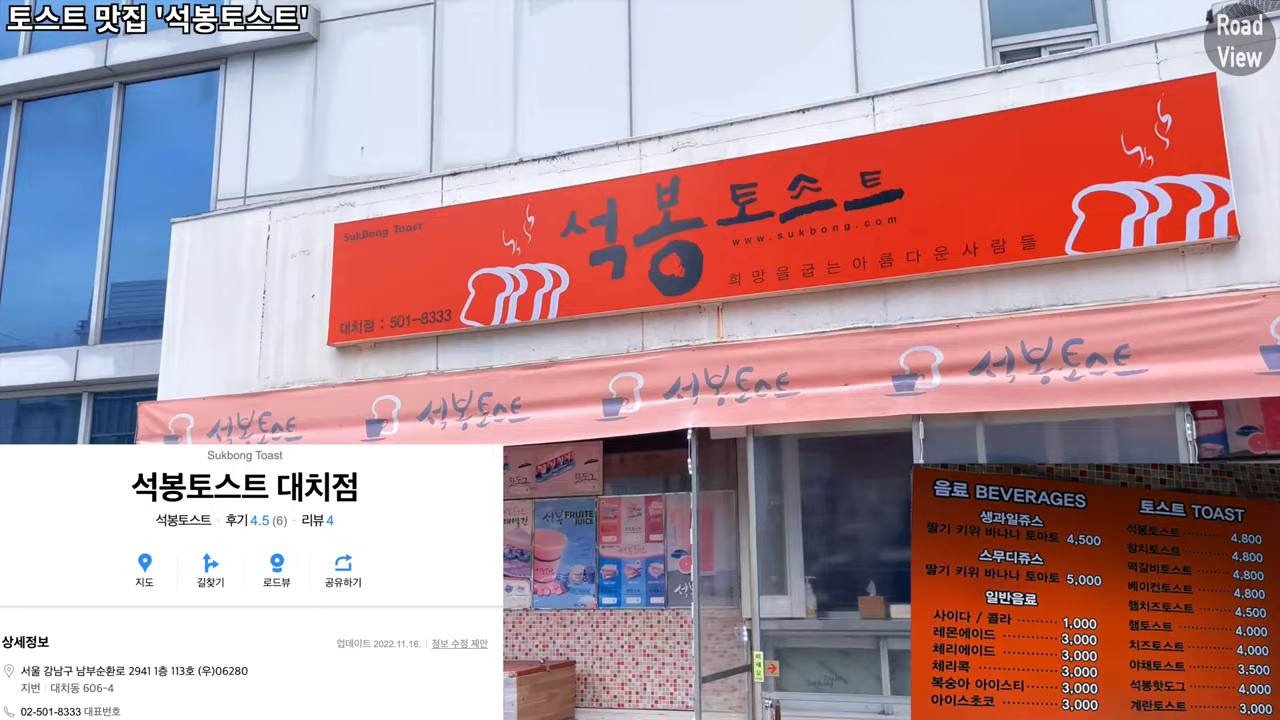 토스트 맛집 '석봉토스트'
Road
View
SukBong Toast
석봉토스트
www.sukbong.com
희망을굽는아름다운사람들
대치점 : 501-8333
석봉토스트
석봉토스트
석봉토스트
석봉토스트
Sukbong Toast
석봉토스트 대치점
석봉토스트 · 후기 4.5 (6) · 리뷰 4
지도
길찾기
로드뷰
공유하기
상세정보
업데이트 2022.11.16. 정보 수정 제안
서울 강남구 남부순환로 2941 1층 113호 (우)06280
지번 대치동 606-4
02-501-8333 대표번호
핫도그
석봉 FRUITE
JUICE
음료 BEVERAGES
생과일쥬스
딸기 키위 바나나 토마토 4,500
스무디쥬스
딸기 키위 바나나 토마토 5,000
일반음료
사이다 / 콜라 ········· 1,000
레몬에이드 ········· 3,000
체리에이드 ········· 3,000
체리콕 ········· 3,000
복숭아 아이스티 ········· 3,000
아이스초코 ········· 3,000
토스트 TOAST
석봉토스트 ········· 4,800
참치토스트 ········· 4,800
떡갈비토스트 ········· 4,800
베이컨토스트 ········· 4,800
햄치즈토스트 ········· 4,500
햄토스트 ········· 4,000
치즈토스트 ········· 4,000
야채토스트 ········· 3,500
석봉핫도그 ········· 4,000
계란토스트 ········· 3,000